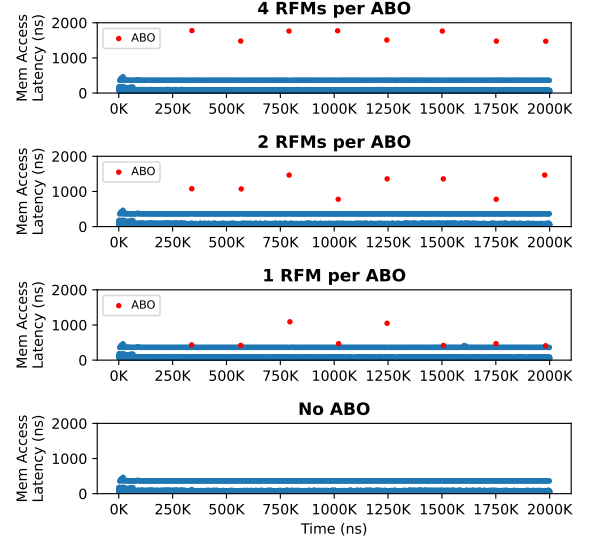 4 RFMs per ABO
Mem Access
Latency (ns)
2000
1000
0
ABO
0K 250K 500K 750K 1000K 1250K 1500K 1750K 2000K
2 RFMs per ABO
Mem Access
Latency (ns)
2000
1000
0
ABO
0K 250K 500K 750K 1000K 1250K 1500K 1750K 2000K
1 RFM per ABO
Mem Access
Latency (ns)
2000
1000
0
ABO
0K 250K 500K 750K 1000K 1250K 1500K 1750K 2000K
No ABO
Mem Access
Latency (ns)
2000
1000
0
0K 250K 500K 750K 1000K 1250K 1500K 1750K 2000K
Time (ns)